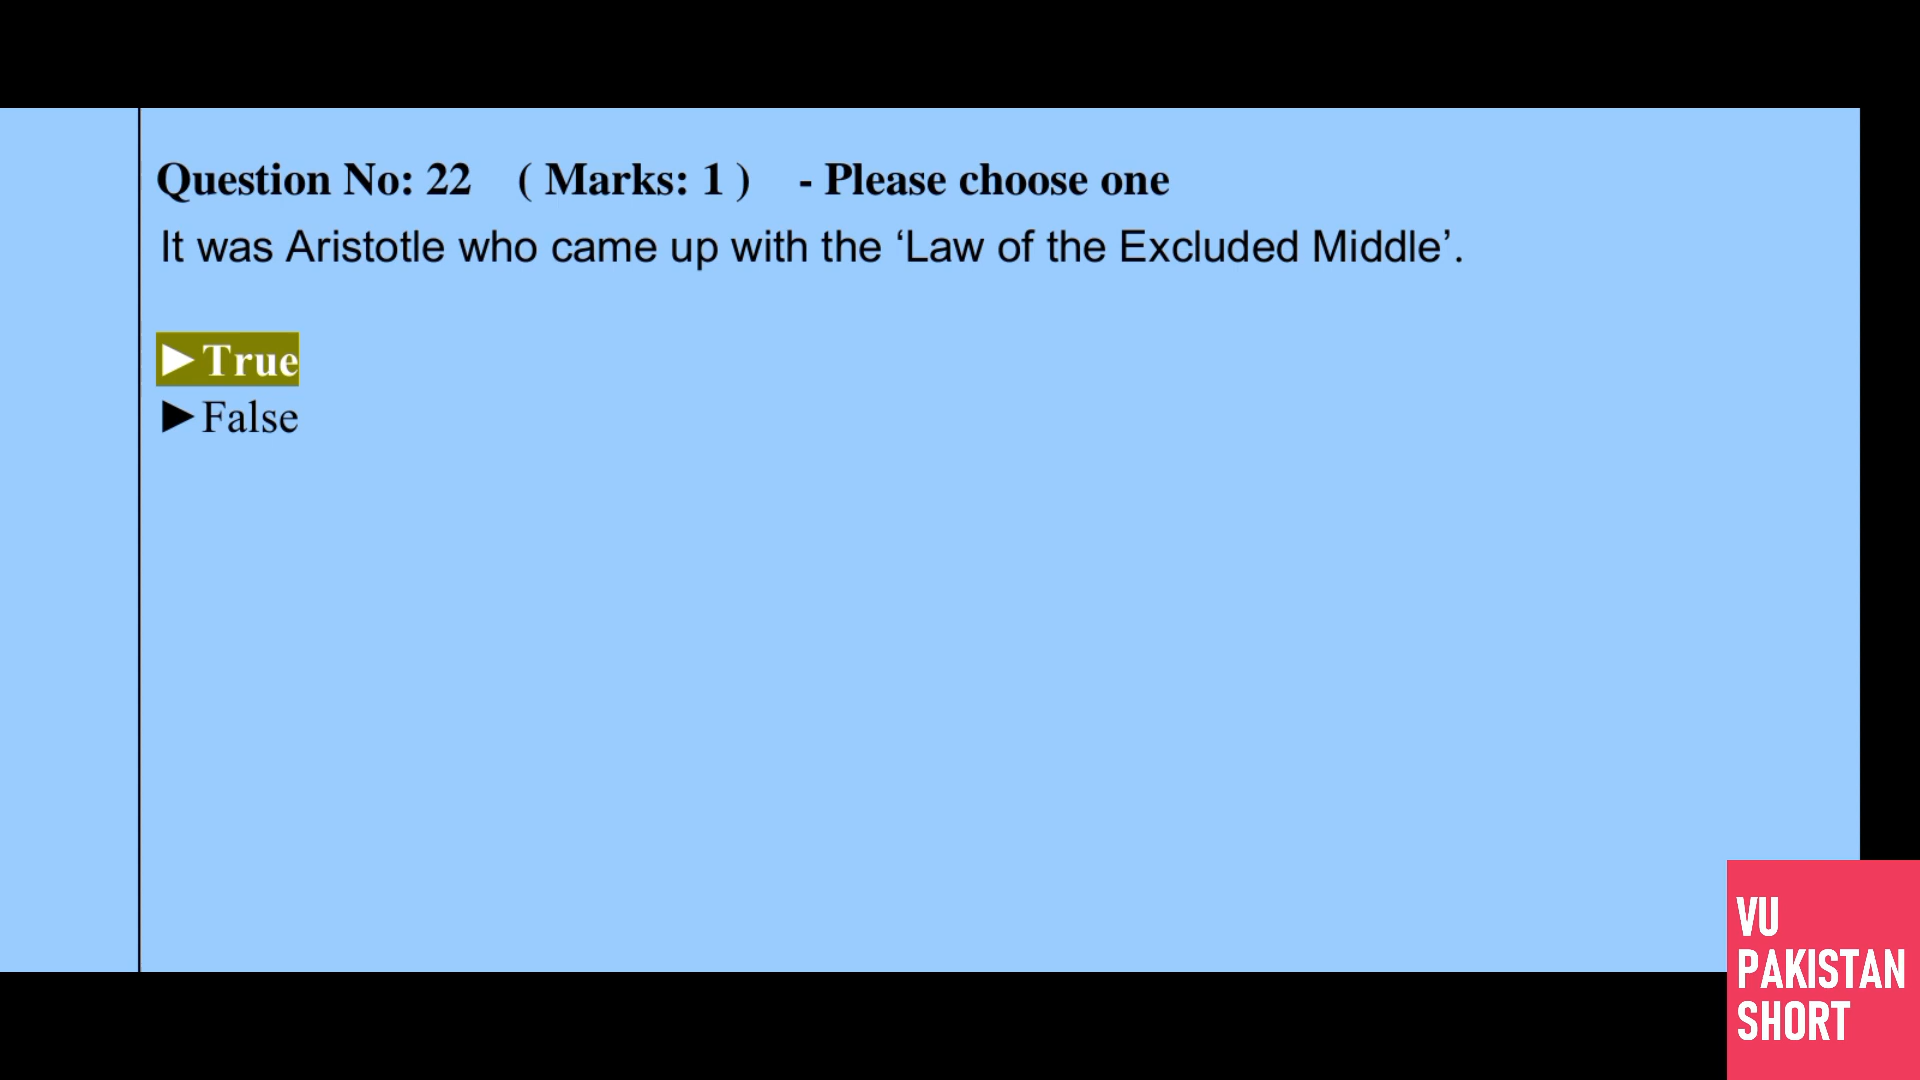 Question No: 22 ( Marks: 1 ) - Please choose one
It was Aristotle who came up with the ‘Law of the Excluded Middle’.
►True
►False
VU
PAKISTAN
SHORT